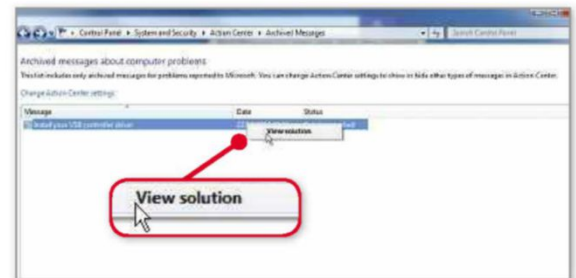 Control Panel ▸ System and Security ▸ Action Center ▸ Archived Messages
Search Control Panel
Archived messages about computer problems
This list includes only archived messages for problems reported to Microsoft. You can change Action Center settings to show or hide other types of messages in Action Center.
Change Action Center settings
Message Date Status
Install your USB controller driver
View solution
View solution